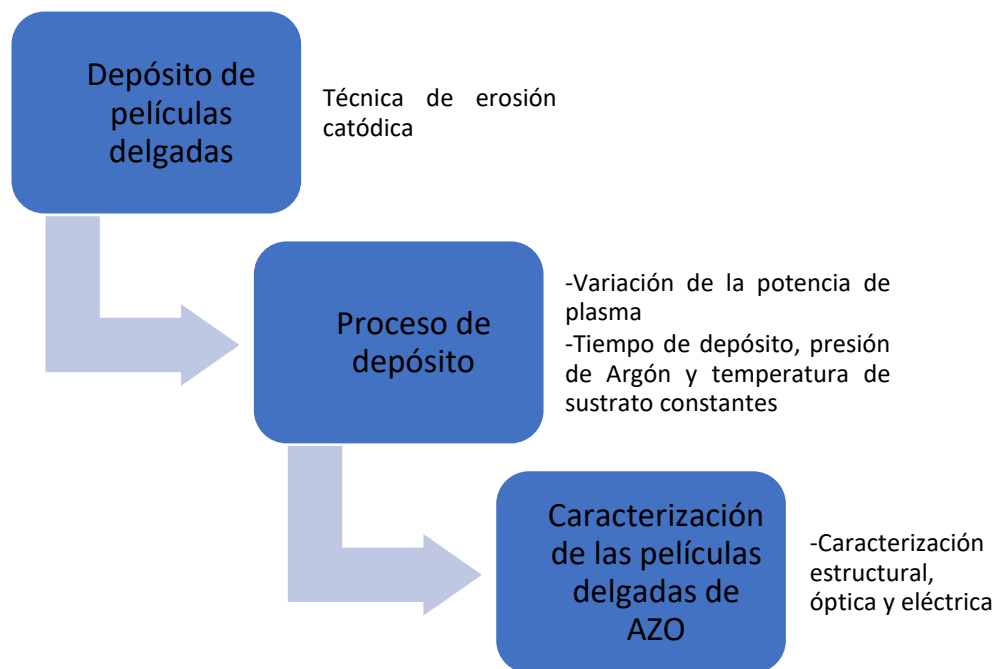 Depósito de
películas
delgadas
Técnica de erosión
catódica
Proceso de
depósito
-Variación de la potencia de
plasma
-Tiempo de depósito, presión
de Argón y temperatura de
sustrato constantes
Caracterización
de las películas
delgadas de
AZO
-Caracterización
estructural,
óptica y eléctrica